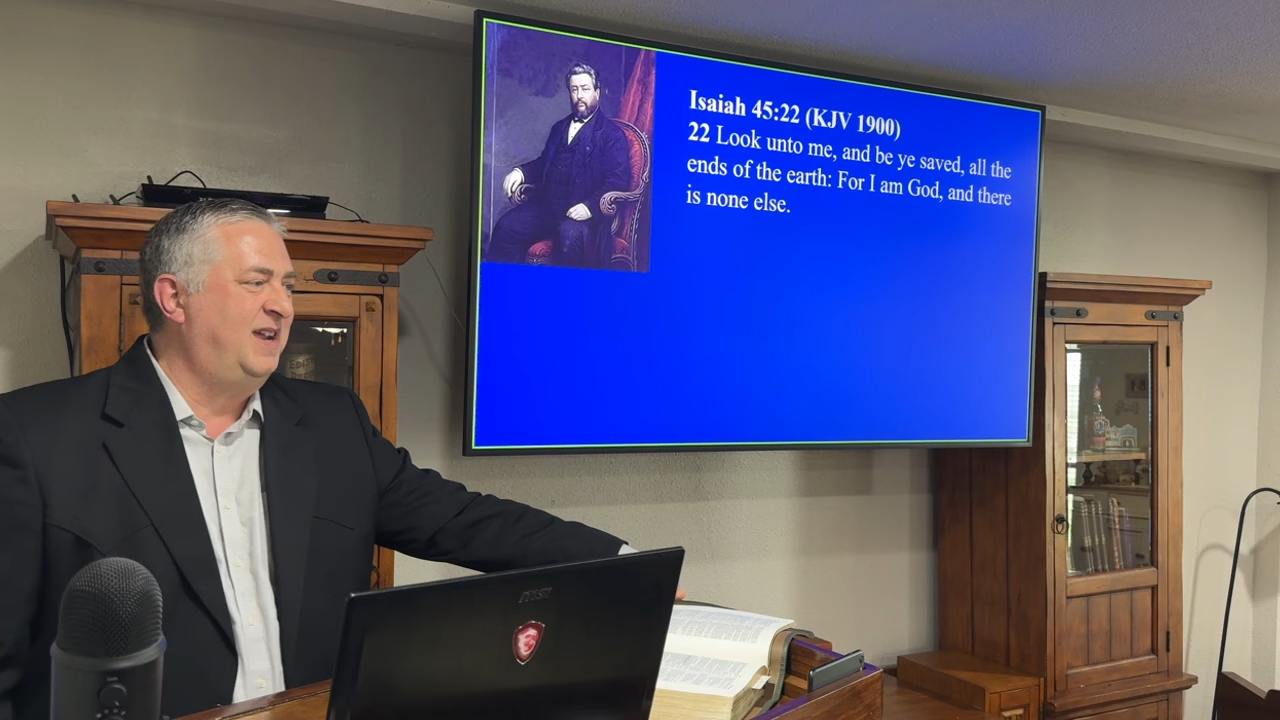 Isaiah 45:22 (KJV 1900)
22 Look unto me, and be ye saved, all the
ends of the earth: For I am God, and there
is none else.
msi